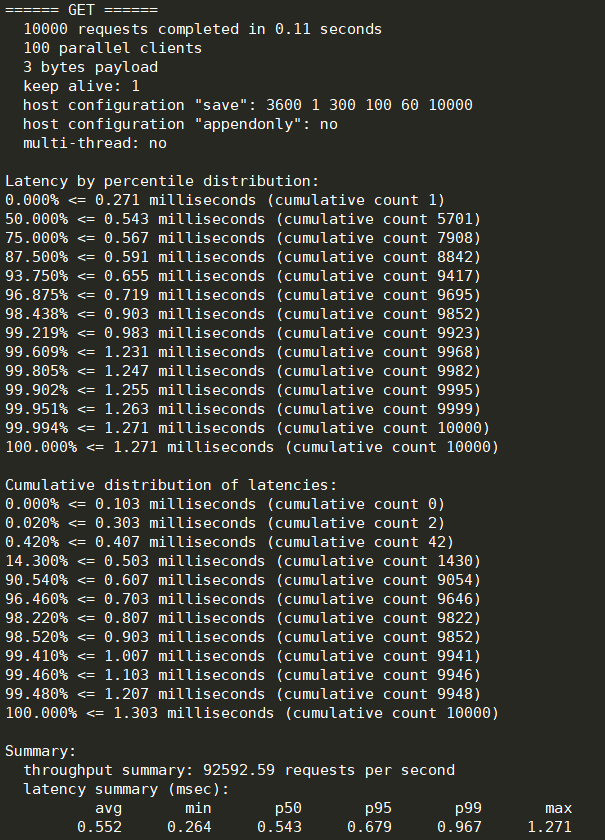 ====== GET ======
10000 requests completed in 0.11 seconds
100 parallel clients
3 bytes payload
keep alive: 1
host configuration "save": 3600 1 300 100 60 10000
host configuration "appendonly": no
multi-thread: no

Latency by percentile distribution:
0.000% <= 0.271 milliseconds (cumulative count 1)
50.000% <= 0.543 milliseconds (cumulative count 5701)
75.000% <= 0.567 milliseconds (cumulative count 7908)
87.500% <= 0.591 milliseconds (cumulative count 8842)
93.750% <= 0.655 milliseconds (cumulative count 9417)
96.875% <= 0.719 milliseconds (cumulative count 9695)
98.438% <= 0.903 milliseconds (cumulative count 9852)
99.219% <= 0.983 milliseconds (cumulative count 9923)
99.609% <= 1.231 milliseconds (cumulative count 9968)
99.805% <= 1.247 milliseconds (cumulative count 9982)
99.902% <= 1.255 milliseconds (cumulative count 9995)
99.951% <= 1.263 milliseconds (cumulative count 9999)
99.994% <= 1.271 milliseconds (cumulative count 10000)
100.000% <= 1.271 milliseconds (cumulative count 10000)

Cumulative distribution of latencies:
0.000% <= 0.103 milliseconds (cumulative count 0)
0.020% <= 0.303 milliseconds (cumulative count 2)
0.420% <= 0.407 milliseconds (cumulative count 42)
14.300% <= 0.503 milliseconds (cumulative count 1430)
90.540% <= 0.607 milliseconds (cumulative count 9054)
96.460% <= 0.703 milliseconds (cumulative count 9646)
98.220% <= 0.807 milliseconds (cumulative count 9822)
98.520% <= 0.903 milliseconds (cumulative count 9852)
99.410% <= 1.007 milliseconds (cumulative count 9941)
99.460% <= 1.103 milliseconds (cumulative count 9946)
99.480% <= 1.207 milliseconds (cumulative count 9948)
100.000% <= 1.303 milliseconds (cumulative count 10000)

Summary:
throughput summary: 92592.59 requests per second
latency summary (msec):
avg min p50 p95 p99 max
0.552 0.264 0.543 0.679 0.967 1.271